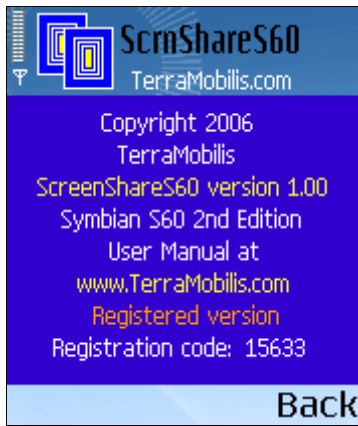 ScrnShareS60
TerraMobilis.com
Copyright 2006
TerraMobilis
ScreenShareS60 version 1.00
Symbian S60 2nd Edition
User Manual at
www.TerraMobilis.com
Registered version
Registration code: 15633
Back